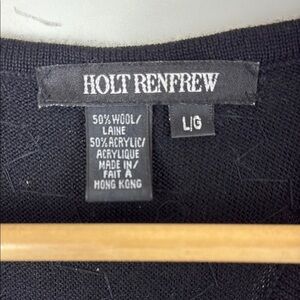 HOLT RENFREW
50% WOOL/
LAINE
50% ACRYLIC/
ACRYLIQUE
MADE IN/
FAIT À
HONG KONG
L/G